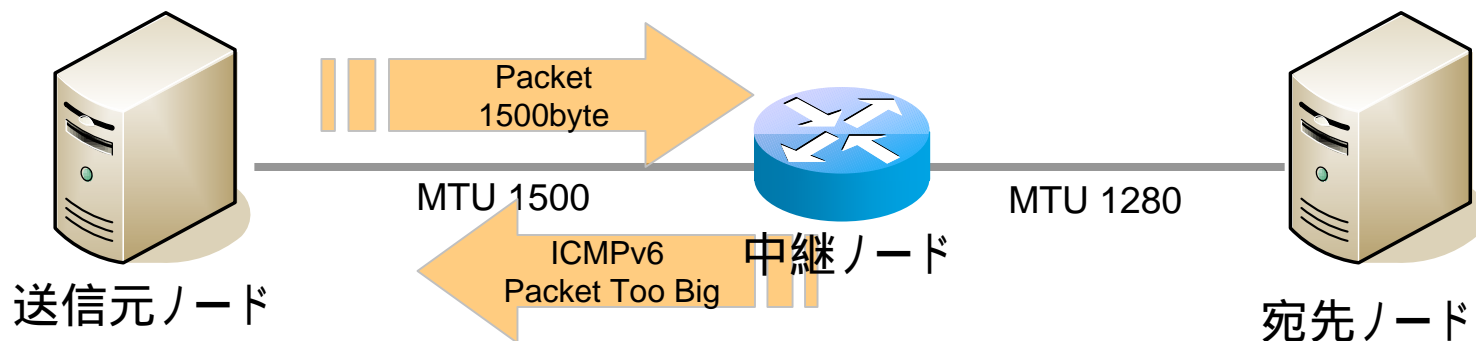 Packet
1500byte
MTU 1500
MTU 1280
ICMPv6
Packet Too Big
中継ノード
送信元ノード
宛先ノード